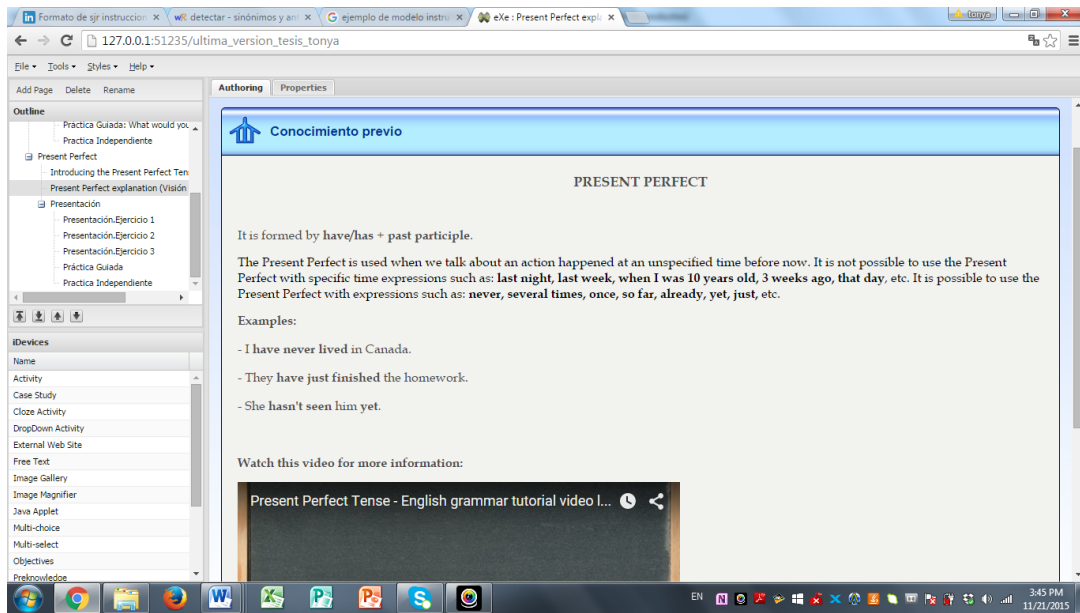 Formato de sjr instruccion
detectar - sinónimos y ant
ejemplo de modelo instru
eXe : Present Perfect expl
tonya
127.0.0.1:51235/ultima_version_tesis_tonya
File Tools Styles Help
Add Page Delete Rename
Outline
Práctica Guiada: What would you
Practica Independiente
Present Perfect
Introducing the Present Perfect Ten
Present Perfect explanation (Visión
Presentación
Presentación.Ejercicio 1
Presentación.Ejercicio 2
Presentación.Ejercicio 3
Práctica Guiada
Practica Independiente
iDevices
Name
Activity
Case Study
Cloze Activity
DropDown Activity
External Web Site
Free Text
Image Gallery
Image Magnifier
Java Applet
Multi-choice
Multi-select
Objectives
Preknowledge
Authoring Properties
Conocimiento previo
PRESENT PERFECT
It is formed by have/has + past participle.
The Present Perfect is used when we talk about an action happened at an unspecified time before now. It is not possible to use the Present
Perfect with specific time expressions such as: last night, last week, when I was 10 years old, 3 weeks ago, that day, etc. It is possible to use the
Present Perfect with expressions such as: never, several times, once, so far, already, yet, just, etc.
Examples:
- I have never lived in Canada.
- They have just finished the homework.
- She hasn't seen him yet.
Watch this video for more information:
Present Perfect Tense - English grammar tutorial video l...
EN
3:45 PM
11/21/2015